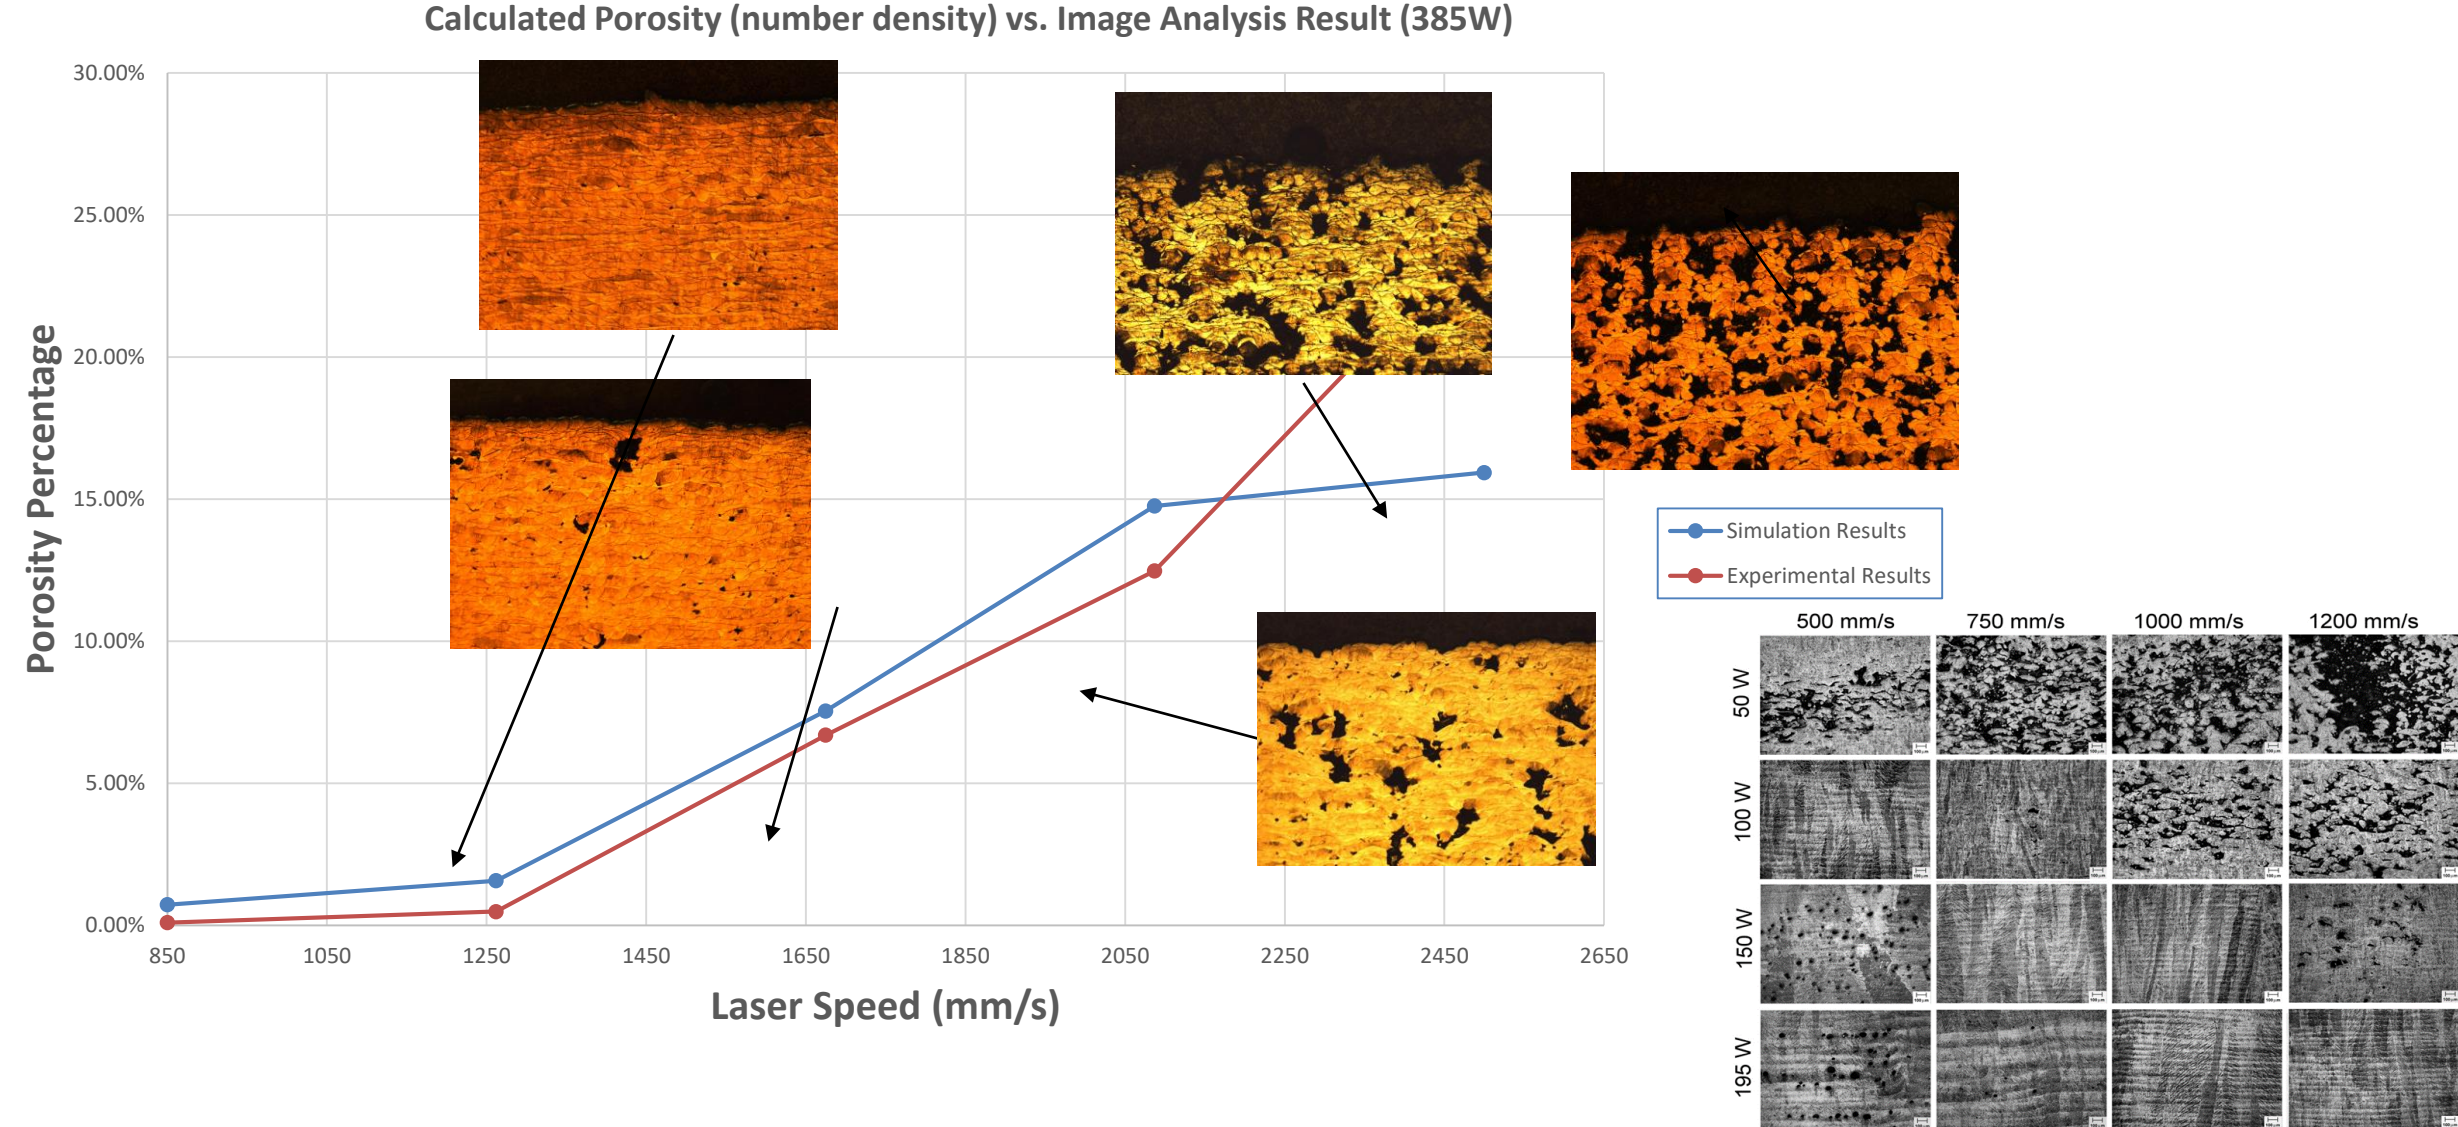 Calculated Porosity (number density) vs. Image Analysis Result (385W)
30.00%
25.00%
20.00%
15.00%
10.00%
5.00%
0.00%
Porosity Percentage
850 1050 1250 1450 1650 1850 2050 2250 2450 2650
Laser Speed (mm/s)
Simulation Results
Experimental Results
500 mm/s 750 mm/s 1000 mm/s 1200 mm/s
50 W
100 W
150 W
195 W